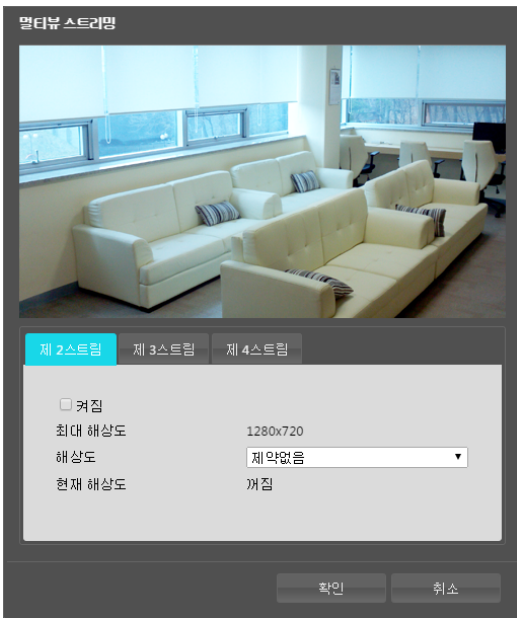 멀티뷰 스트리밍
제 2스트림 제 3스트림 제 4스트림
켜짐
최대 해상도 1280x720
해상도 제약없음
현재 해상도 꺼짐
확인 취소